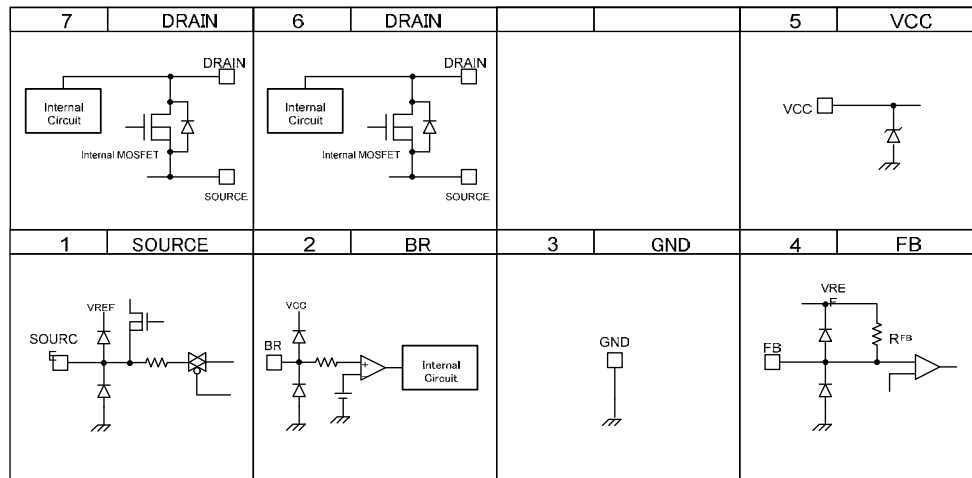 7 DRAIN
6 DRAIN
5 VCC
DRAIN
Internal
Circuit
Internal MOSFET
SOURCE
DRAIN
Internal
Circuit
Internal MOSFET
SOURCE
VCC
1 SOURCE
2 BR
3 GND
4 FB
VREF
SOURC
E
VCC
BR
+
Internal
Circuit
GND
VRE
F
RFB
FB